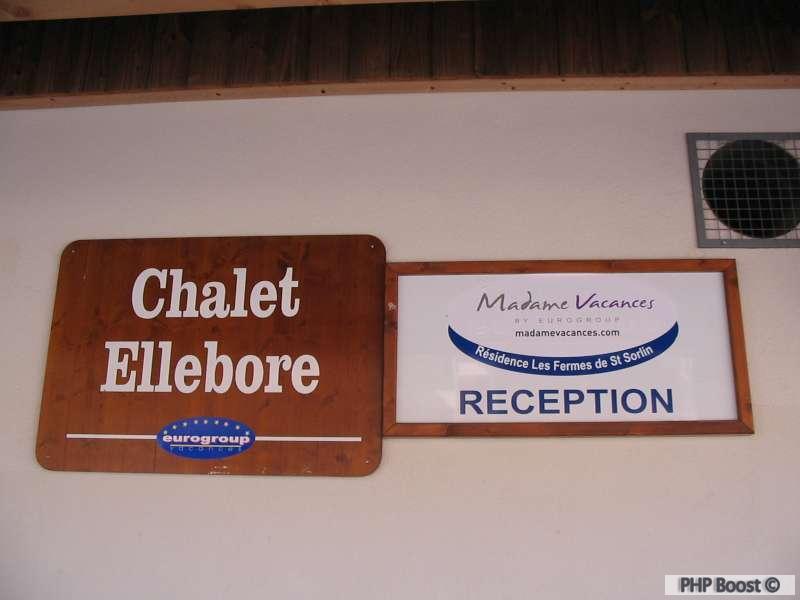 Chalet
Ellebore
eurogroup
vacances
Madame Vacances
BY EUROGROUP
madamevacances.com
Résidence Les Fermes de St Sorlin
RECEPTION
PHP Boost ©